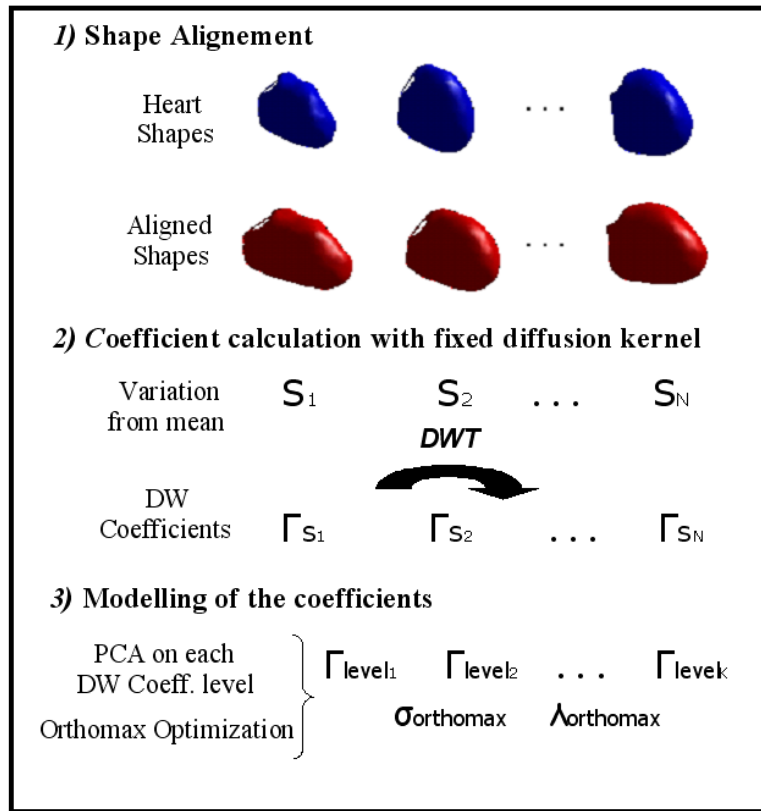 1) Shape Alignement
Heart
Shapes
. . .
Aligned
Shapes
. . .
2) Coefficient calculation with fixed diffusion kernel
Variation
from mean
S1 S2 . . . SN
DWT
DW
Coefficients
ΓS1 ΓS2 . . . ΓSN
3) Modelling of the coefficients
PCA on each
DW Coeff. level
Γlevel1 Γlevel2 . . . Γlevelk
Orthomax Optimization
σorthomax λorthomax